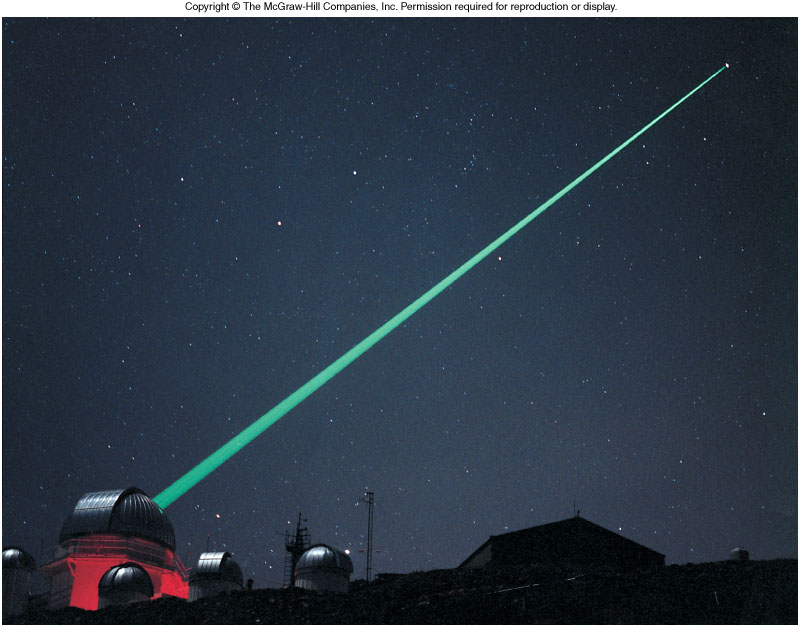 Copyright © The McGraw-Hill Companies, Inc. Permission required for reproduction or display.